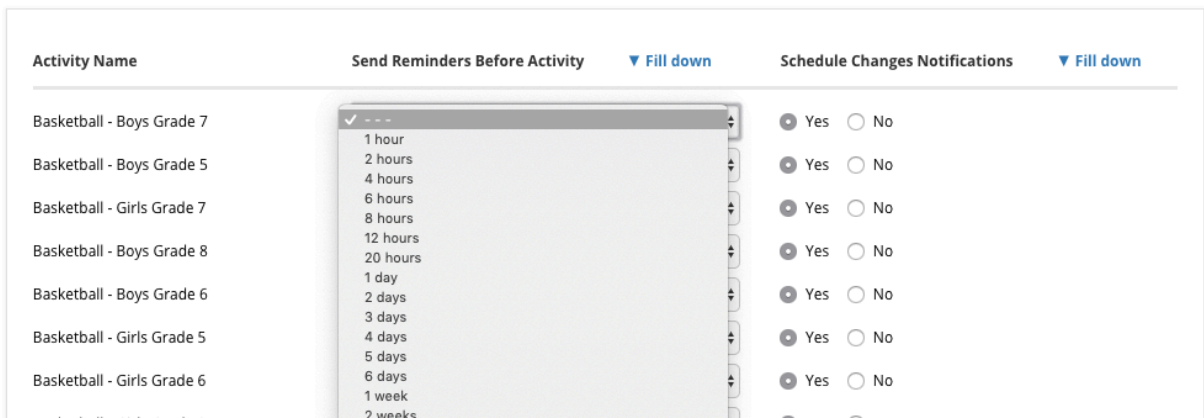 Activity Name Send Reminders Before Activity ▼ Fill down Schedule Changes Notifications ▼ Fill down
Basketball - Boys Grade 7 ✓ - - - Yes No
1 hour
2 hours
Basketball - Boys Grade 5 Yes No
4 hours
6 hours
Basketball - Girls Grade 7 Yes No
8 hours
12 hours
Basketball - Boys Grade 8 Yes No
20 hours
1 day
Basketball - Boys Grade 6 2 days Yes No
3 days
Basketball - Girls Grade 5 4 days Yes No
5 days
Basketball - Girls Grade 6 6 days Yes No
1 week
2 weeks